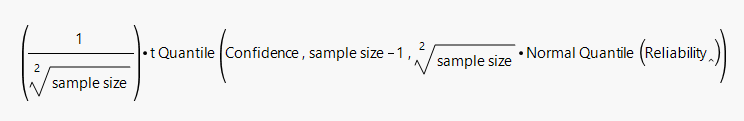 (1 / ²√sample size) • t Quantile (Confidence , sample size – 1 , ²√sample size • Normal Quantile (Reliability‸))